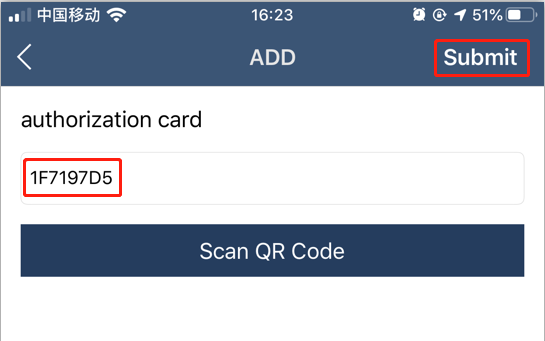 中国移动 16:23 51%
ADD Submit
authorization card
1F7197D5
Scan QR Code